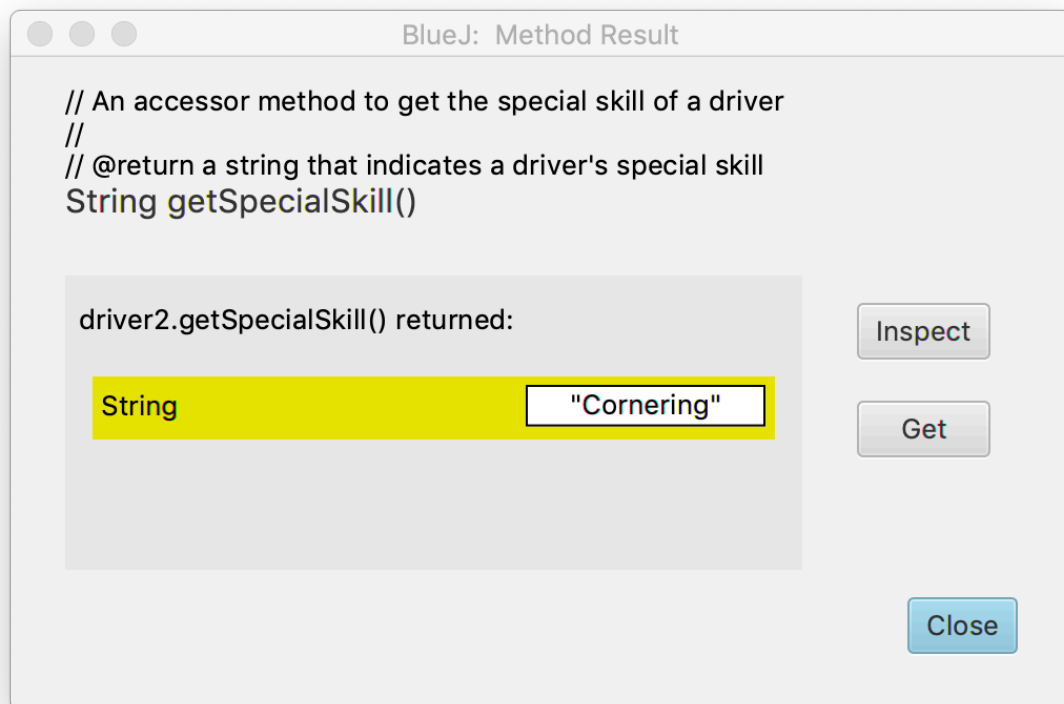 BlueJ: Method Result
// An accessor method to get the special skill of a driver
//
// @return a string that indicates a driver's special skill
String getSpecialSkill()
driver2.getSpecialSkill() returned:
Inspect
String "Cornering"
Get
Close